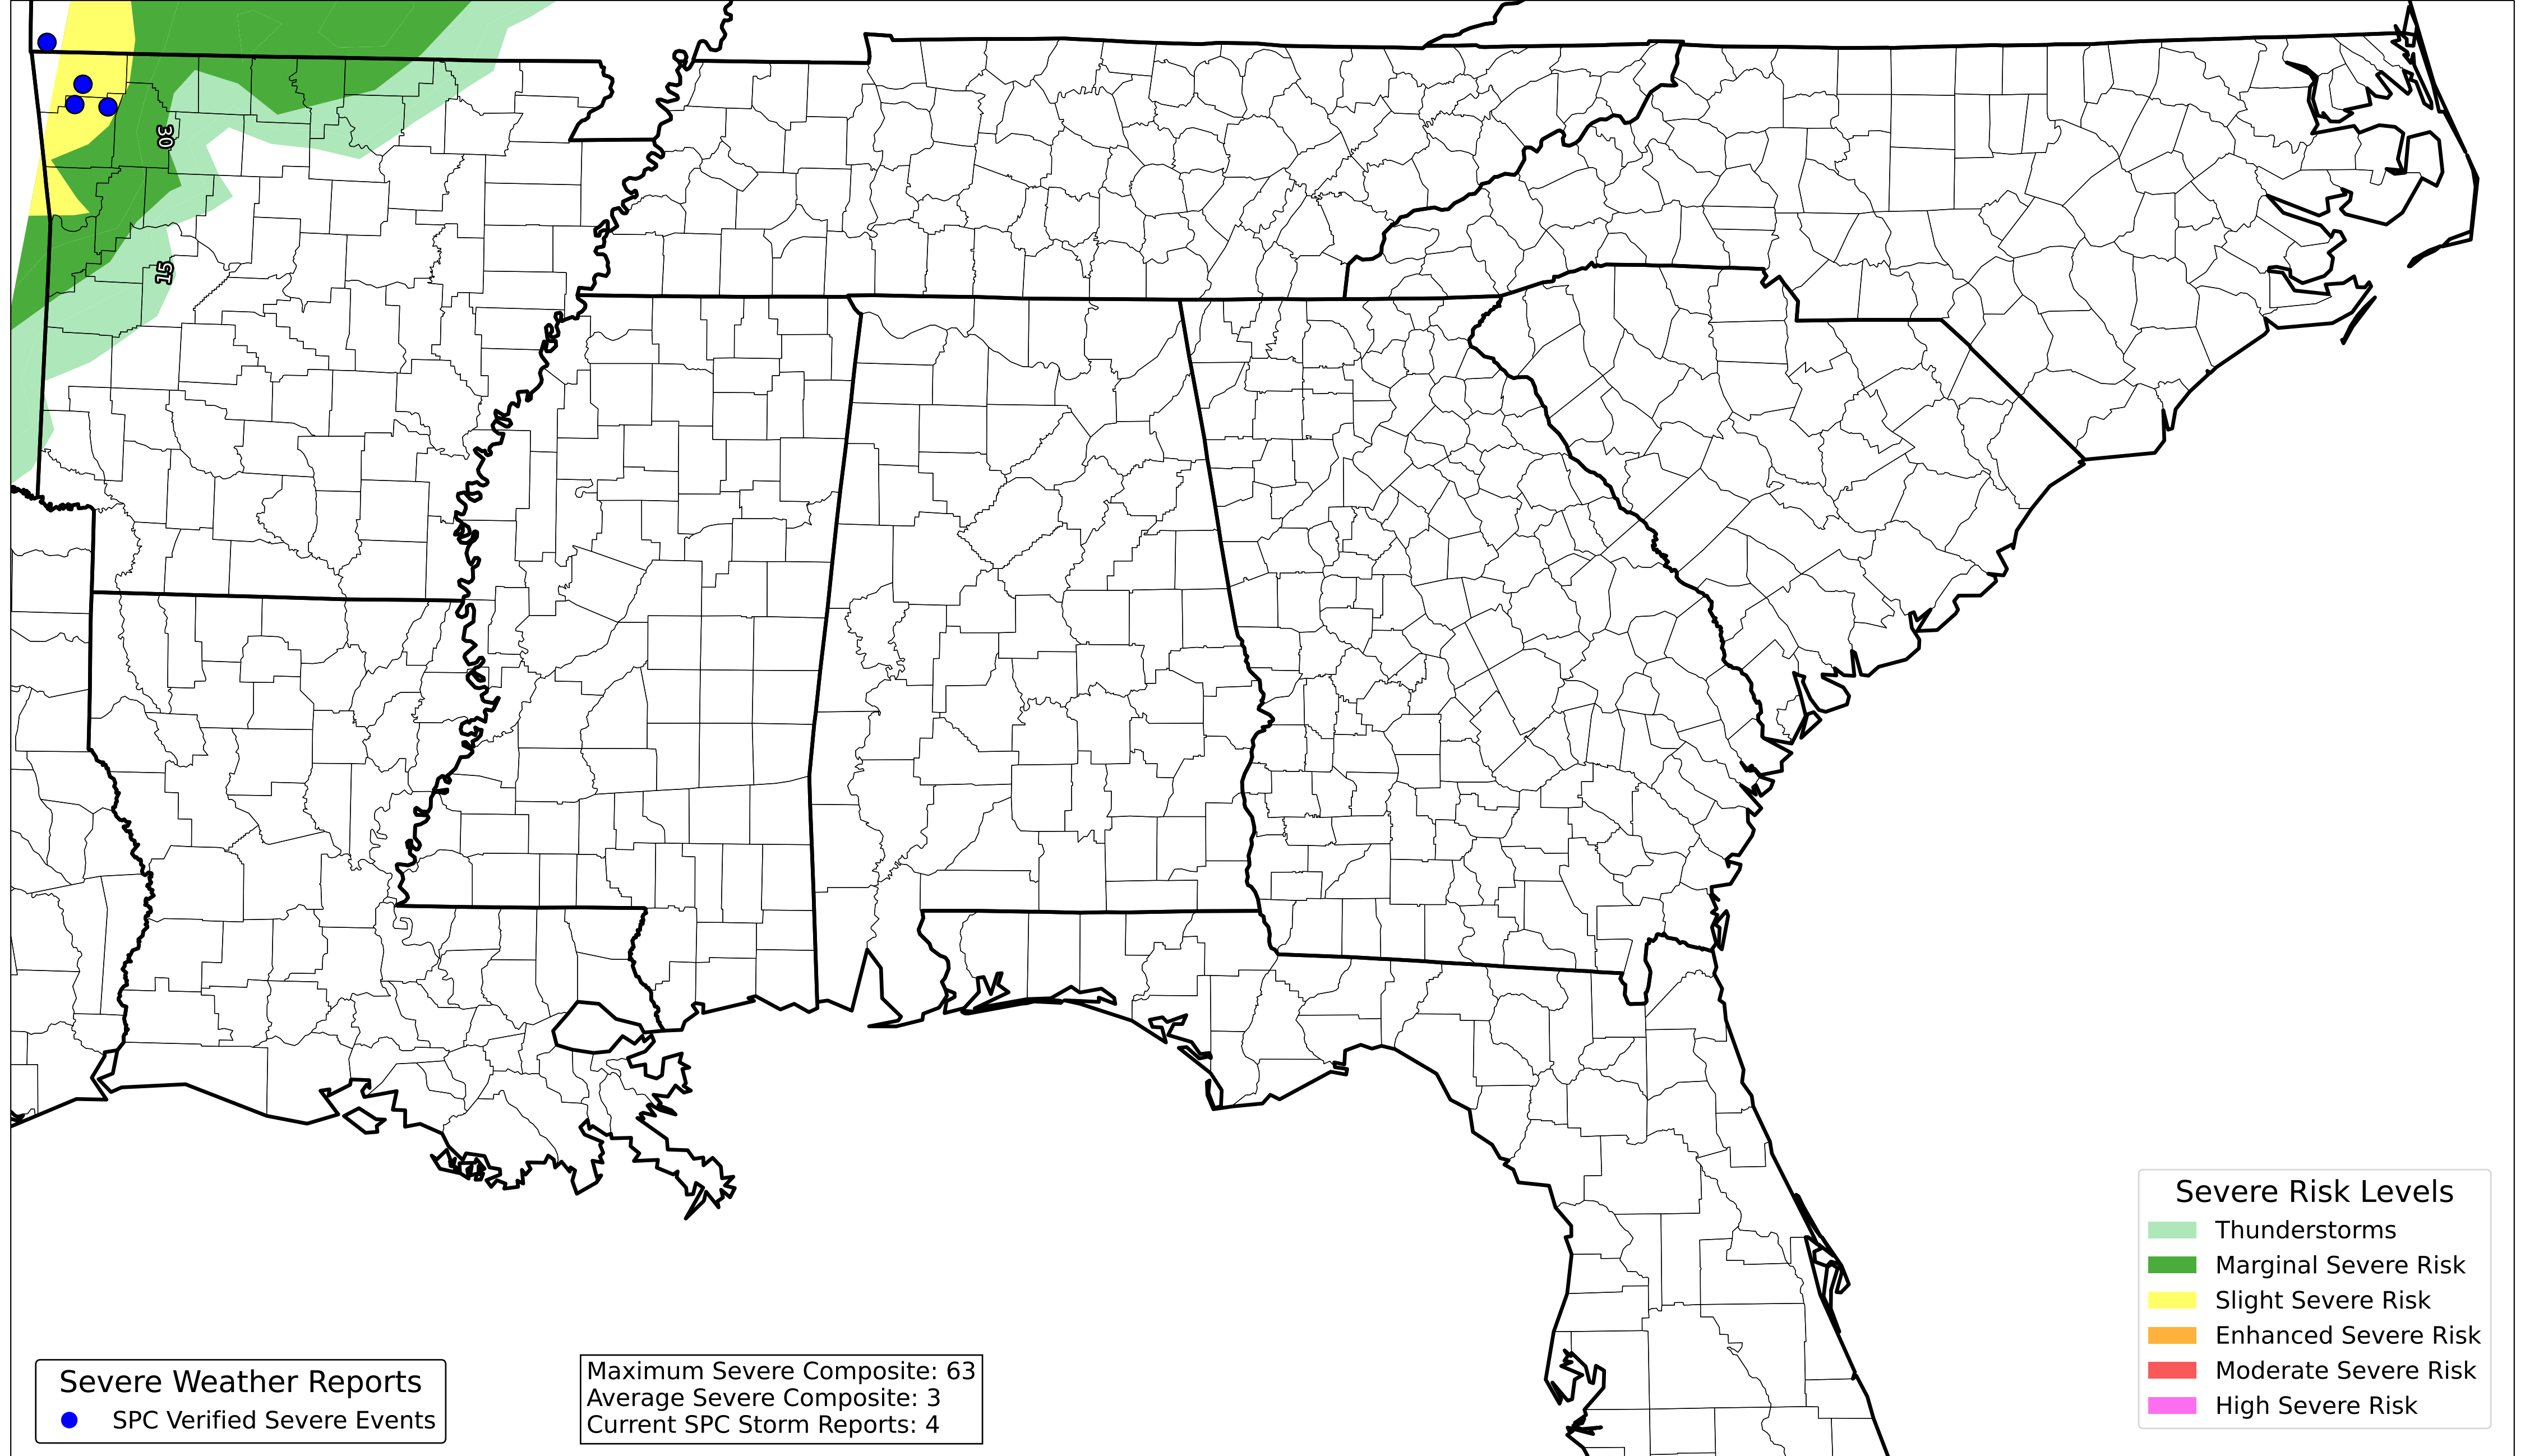 30
15
Severe Weather Reports
SPC Verified Severe Events
Maximum Severe Composite: 63
Average Severe Composite: 3
Current SPC Storm Reports: 4
Severe Risk Levels
Thunderstorms
Marginal Severe Risk
Slight Severe Risk
Enhanced Severe Risk
Moderate Severe Risk
High Severe Risk